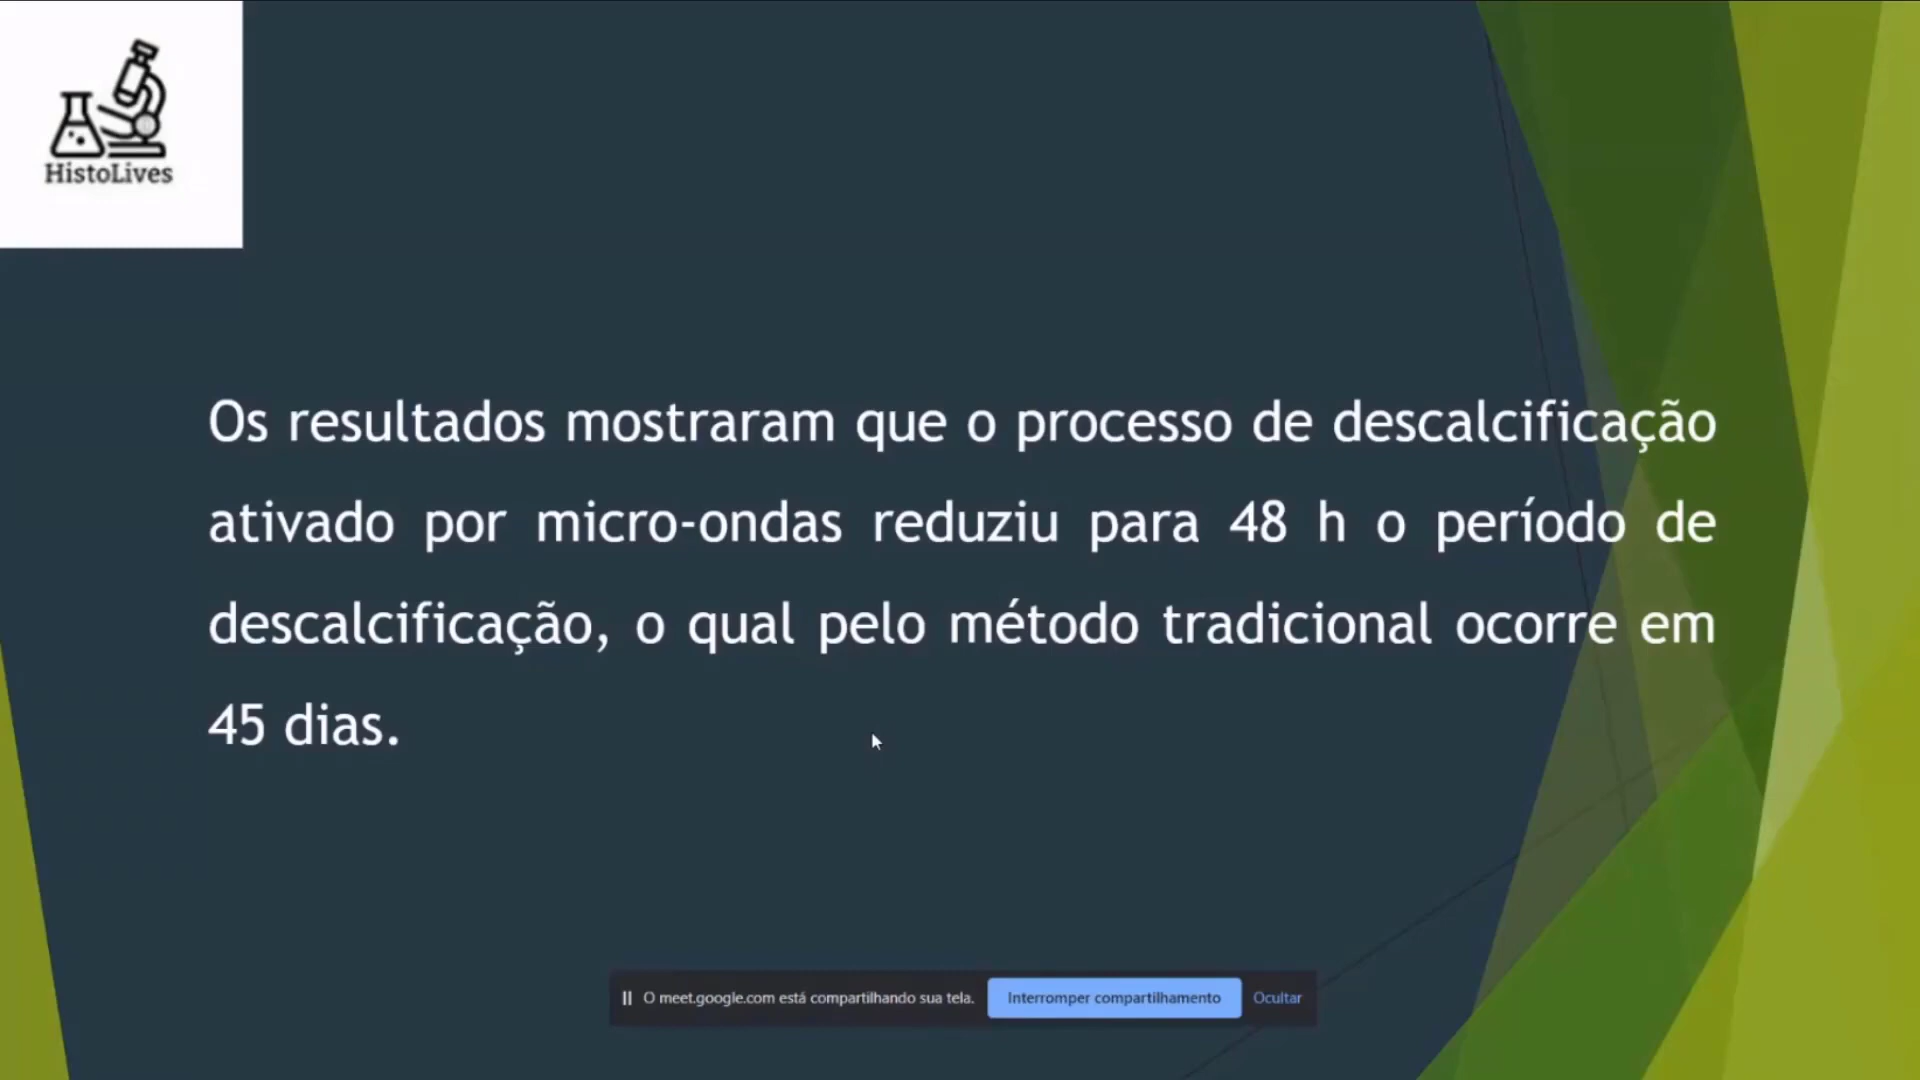 HistoLives
Os resultados mostraram que o processo de descalcificação
ativado por micro-ondas reduziu para 48 h o período de
descalcificação, o qual pelo método tradicional ocorre em
45 dias.
O meet.google.com está compartilhando sua tela. Interromper compartilhamento Ocultar